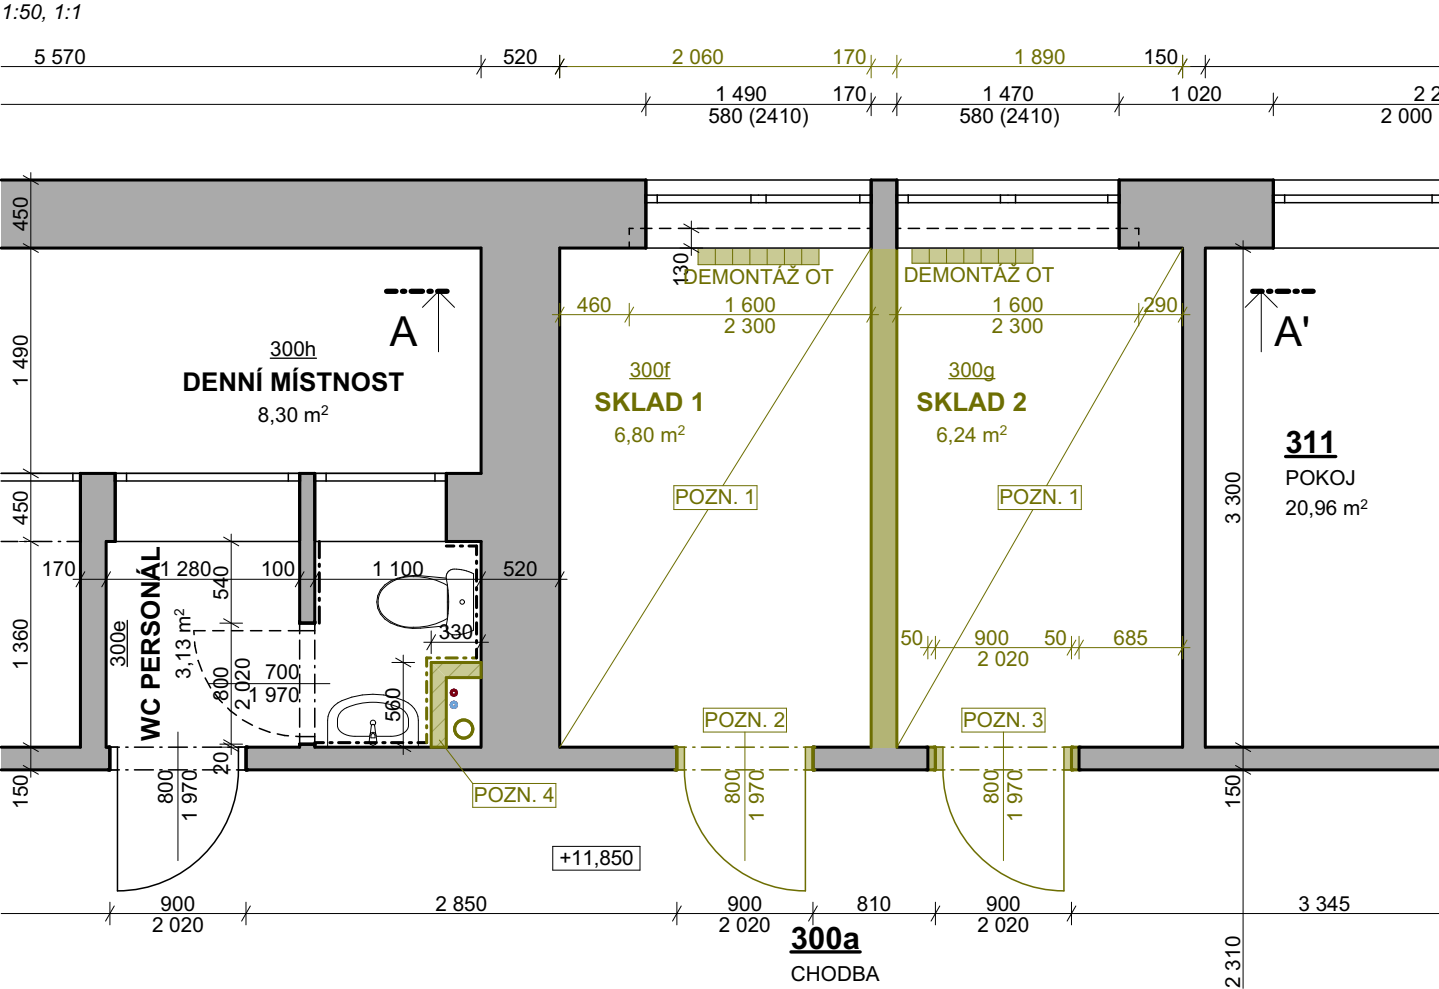 1:50, 1:1
5 570
520
2 060
170
1 890
150
1 490
170
1 470
1 020
2 2
580 (2410)
580 (2410)
2 000
450
130
DEMONTÁŽ OT
DEMONTÁŽ OT
460
1 600
2 300
1 600
2 300
290
A
A'
1 490
300h
DENNÍ MÍSTNOST
8,30 m²
300f
SKLAD 1
6,80 m²
300g
SKLAD 2
6,24 m²
311
POKOJ
20,96 m²
450
POZN. 1
POZN. 1
3 300
170
1 280
100
1 100
520
540
1 360
300e
WC PERSONÁL
3,13 m²
330
50
900
2 020
50
685
800
2 020
700
1 970
560
20
POZN. 2
POZN. 3
150
800
1 970
POZN. 4
800
1 970
800
1 970
150
+11,850
900
2 020
2 850
900
2 020
810
900
2 020
3 345
300a
CHODBA
2 310